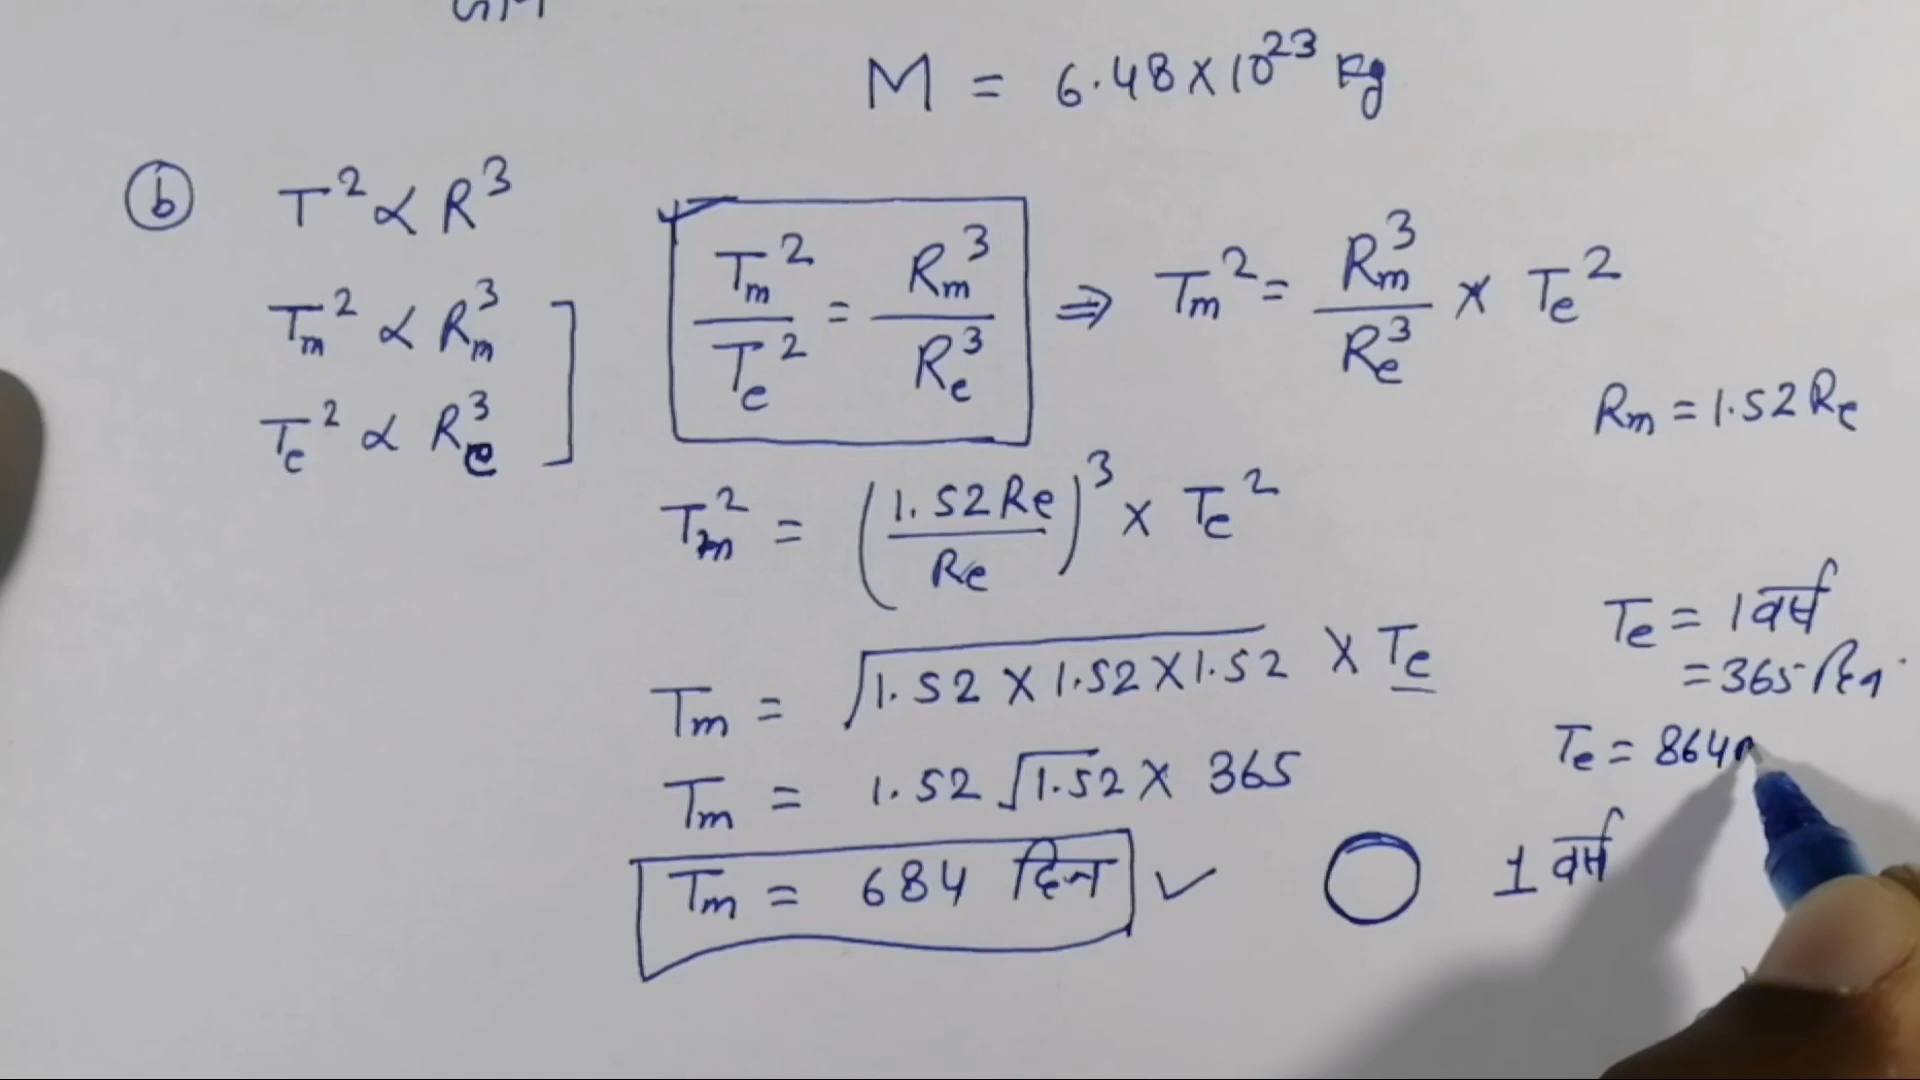 M = 6.48 × 10²³ kg
ⓑ T² ∝ R³
Tm² ∝ Rm³
Te² ∝ Re³
Tm²/Te² = Rm³/Re³ ⇒ Tm² = Rm³/Re³ × Te²
Rm = 1.52 Re
Tm² = (1.52 Re/Re)³ × Te²
Te = 1 वर्ष
= 365 दिन
Tm = √1.52 × 1.52 × 1.52 × Te
Te = 864
Tm = 1.52 √1.52 × 365
Tm = 684 दिन ✓
1 वर्ष